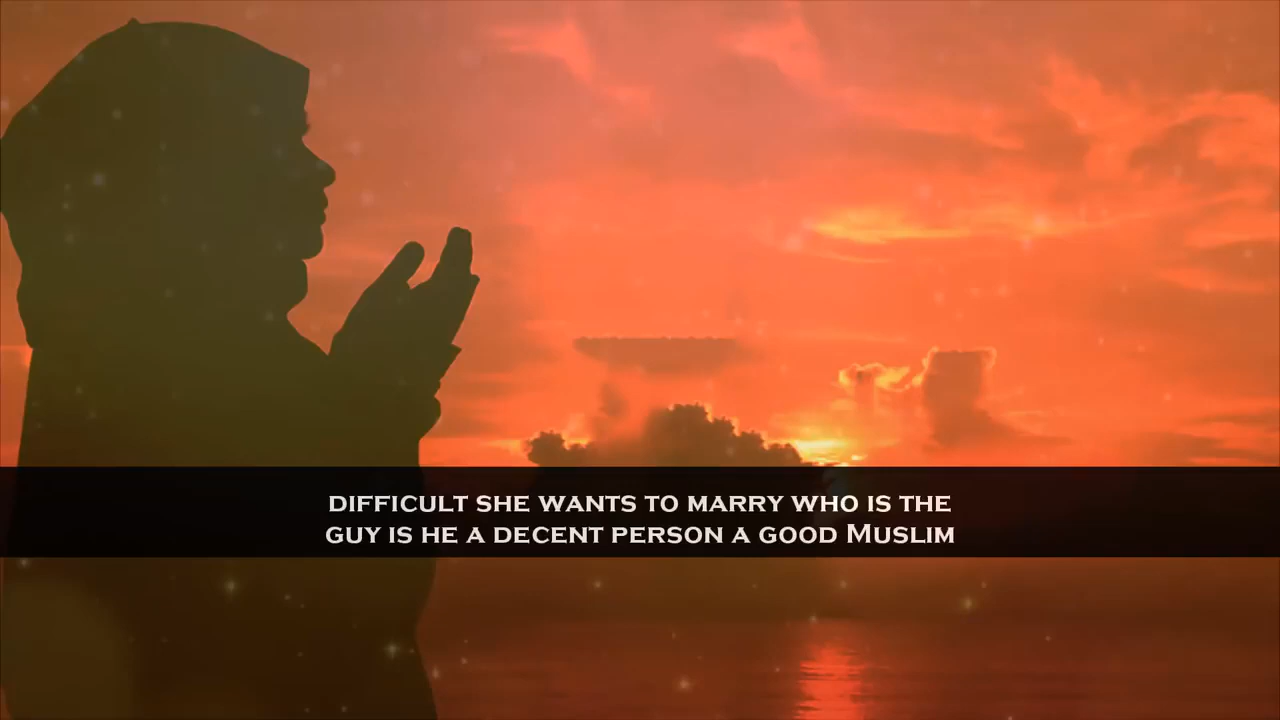 DIFFICULT SHE WANTS TO MARRY WHO IS THE
GUY IS HE A DECENT PERSON A GOOD MUSLIM